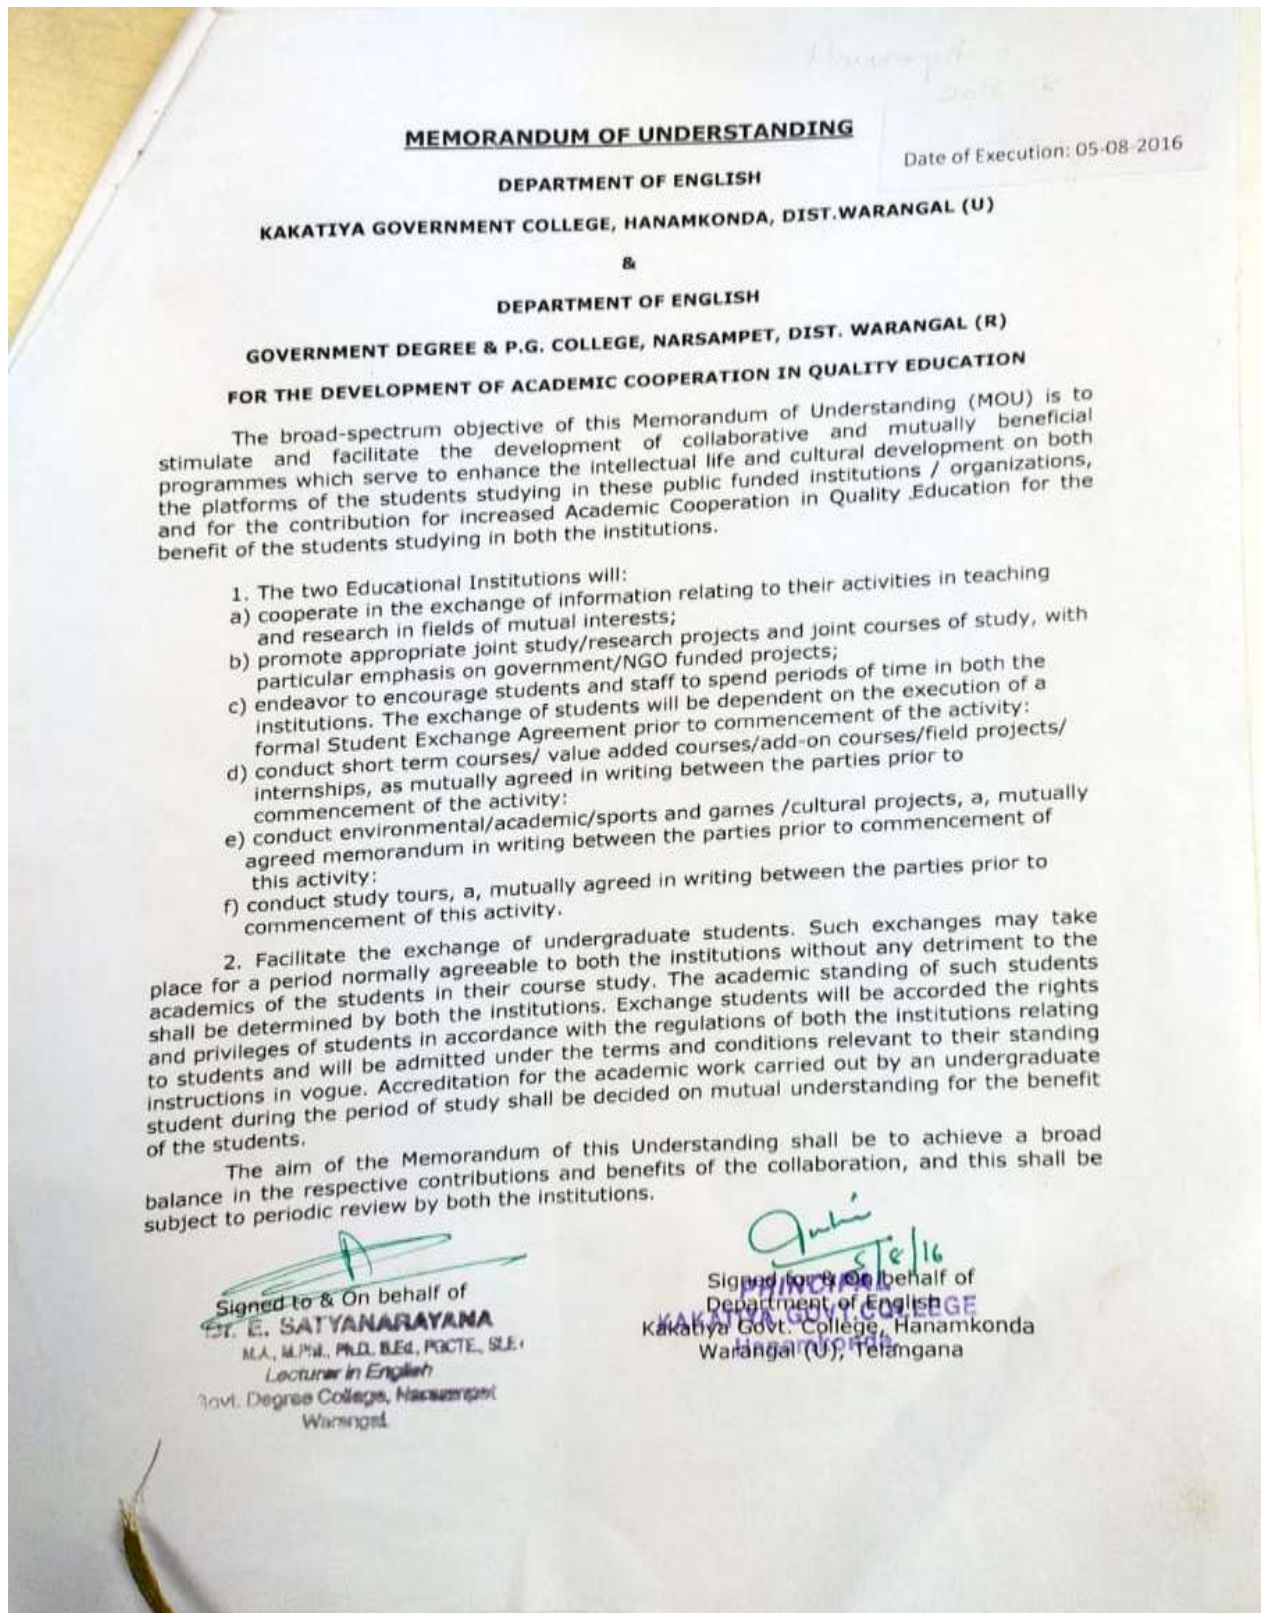 MEMORANDUM OF UNDERSTANDING
Date of Execution: 05-08-2016
DEPARTMENT OF ENGLISH
KAKATIYA GOVERNMENT COLLEGE, HANAMKONDA, DIST.WARANGAL (U)
&
DEPARTMENT OF ENGLISH
GOVERNMENT DEGREE & P.G. COLLEGE, NARSAMPET, DIST. WARANGAL (R)
FOR THE DEVELOPMENT OF ACADEMIC COOPERATION IN QUALITY EDUCATION
The broad-spectrum objective of this Memorandum of Understanding (MOU) is to
stimulate and facilitate the development of collaborative and mutually beneficial
programmes which serve to enhance the intellectual life and cultural development on both
the platforms of the students studying in these public funded institutions / organizations,
and for the contribution for increased Academic Cooperation in Quality Education for the
benefit of the students studying in both the institutions.
1. The two Educational Institutions will:
a) cooperate in the exchange of information relating to their activities in teaching
and research in fields of mutual interests;
b) promote appropriate joint study/research projects and joint courses of study, with
particular emphasis on government/NGO funded projects;
c) endeavor to encourage students and staff to spend periods of time in both the
institutions. The exchange of students will be dependent on the execution of a
formal Student Exchange Agreement prior to commencement of the activity:
d) conduct short term courses/ value added courses/add-on courses/field projects/
internships, as mutually agreed in writing between the parties prior to
commencement of the activity:
e) conduct environmental/academic/sports and games /cultural projects, a, mutually
agreed memorandum in writing between the parties prior to commencement of
this activity:
f) conduct study tours, a, mutually agreed in writing between the parties prior to
commencement of this activity.
2. Facilitate the exchange of undergraduate students. Such exchanges may take
place for a period normally agreeable to both the institutions without any detriment to the
academics of the students in their course study. The academic standing of such students
shall be determined by both the institutions. Exchange students will be accorded the rights
and privileges of students in accordance with the regulations of both the institutions relating
to students and will be admitted under the terms and conditions relevant to their standing
instructions in vogue. Accreditation for the academic work carried out by an undergraduate
student during the period of study shall be decided on mutual understanding for the benefit
of the students.
The aim of the Memorandum of this Understanding shall be to achieve a broad
balance in the respective contributions and benefits of the collaboration, and this shall be
subject to periodic review by both the institutions.
Signed to & On behalf of
Dr. E. SATYANARAYANA
M.A., M.Phil., Ph.D., B.Ed., PGCTE., SLE
Lecturer in English
Govt. Degree College, Narsampet
Warangal.
5/8/16
Signed for & On behalf of
PRINCIPAL
Department of English
KAKATIYA GOVT.COLLEGE
Kakatiya Govt. College, Hanamkonda
Hanamkonda
Warangal (U), Telangana